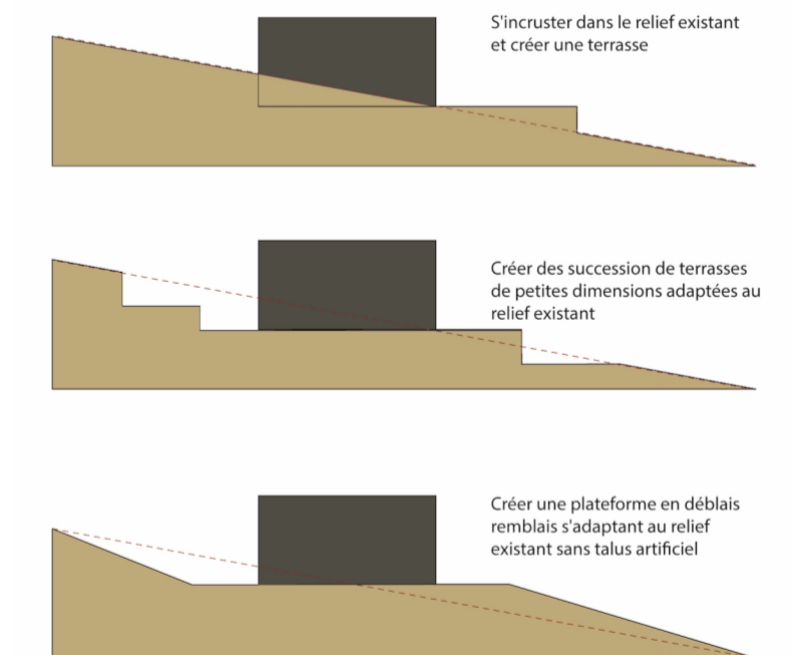 S'incruster dans le relief existant
et créer une terrasse
Créer des succession de terrasses
de petites dimensions adaptées au
relief existant
Créer une plateforme en déblais
remblais s'adaptant au relief
existant sans talus artificiel